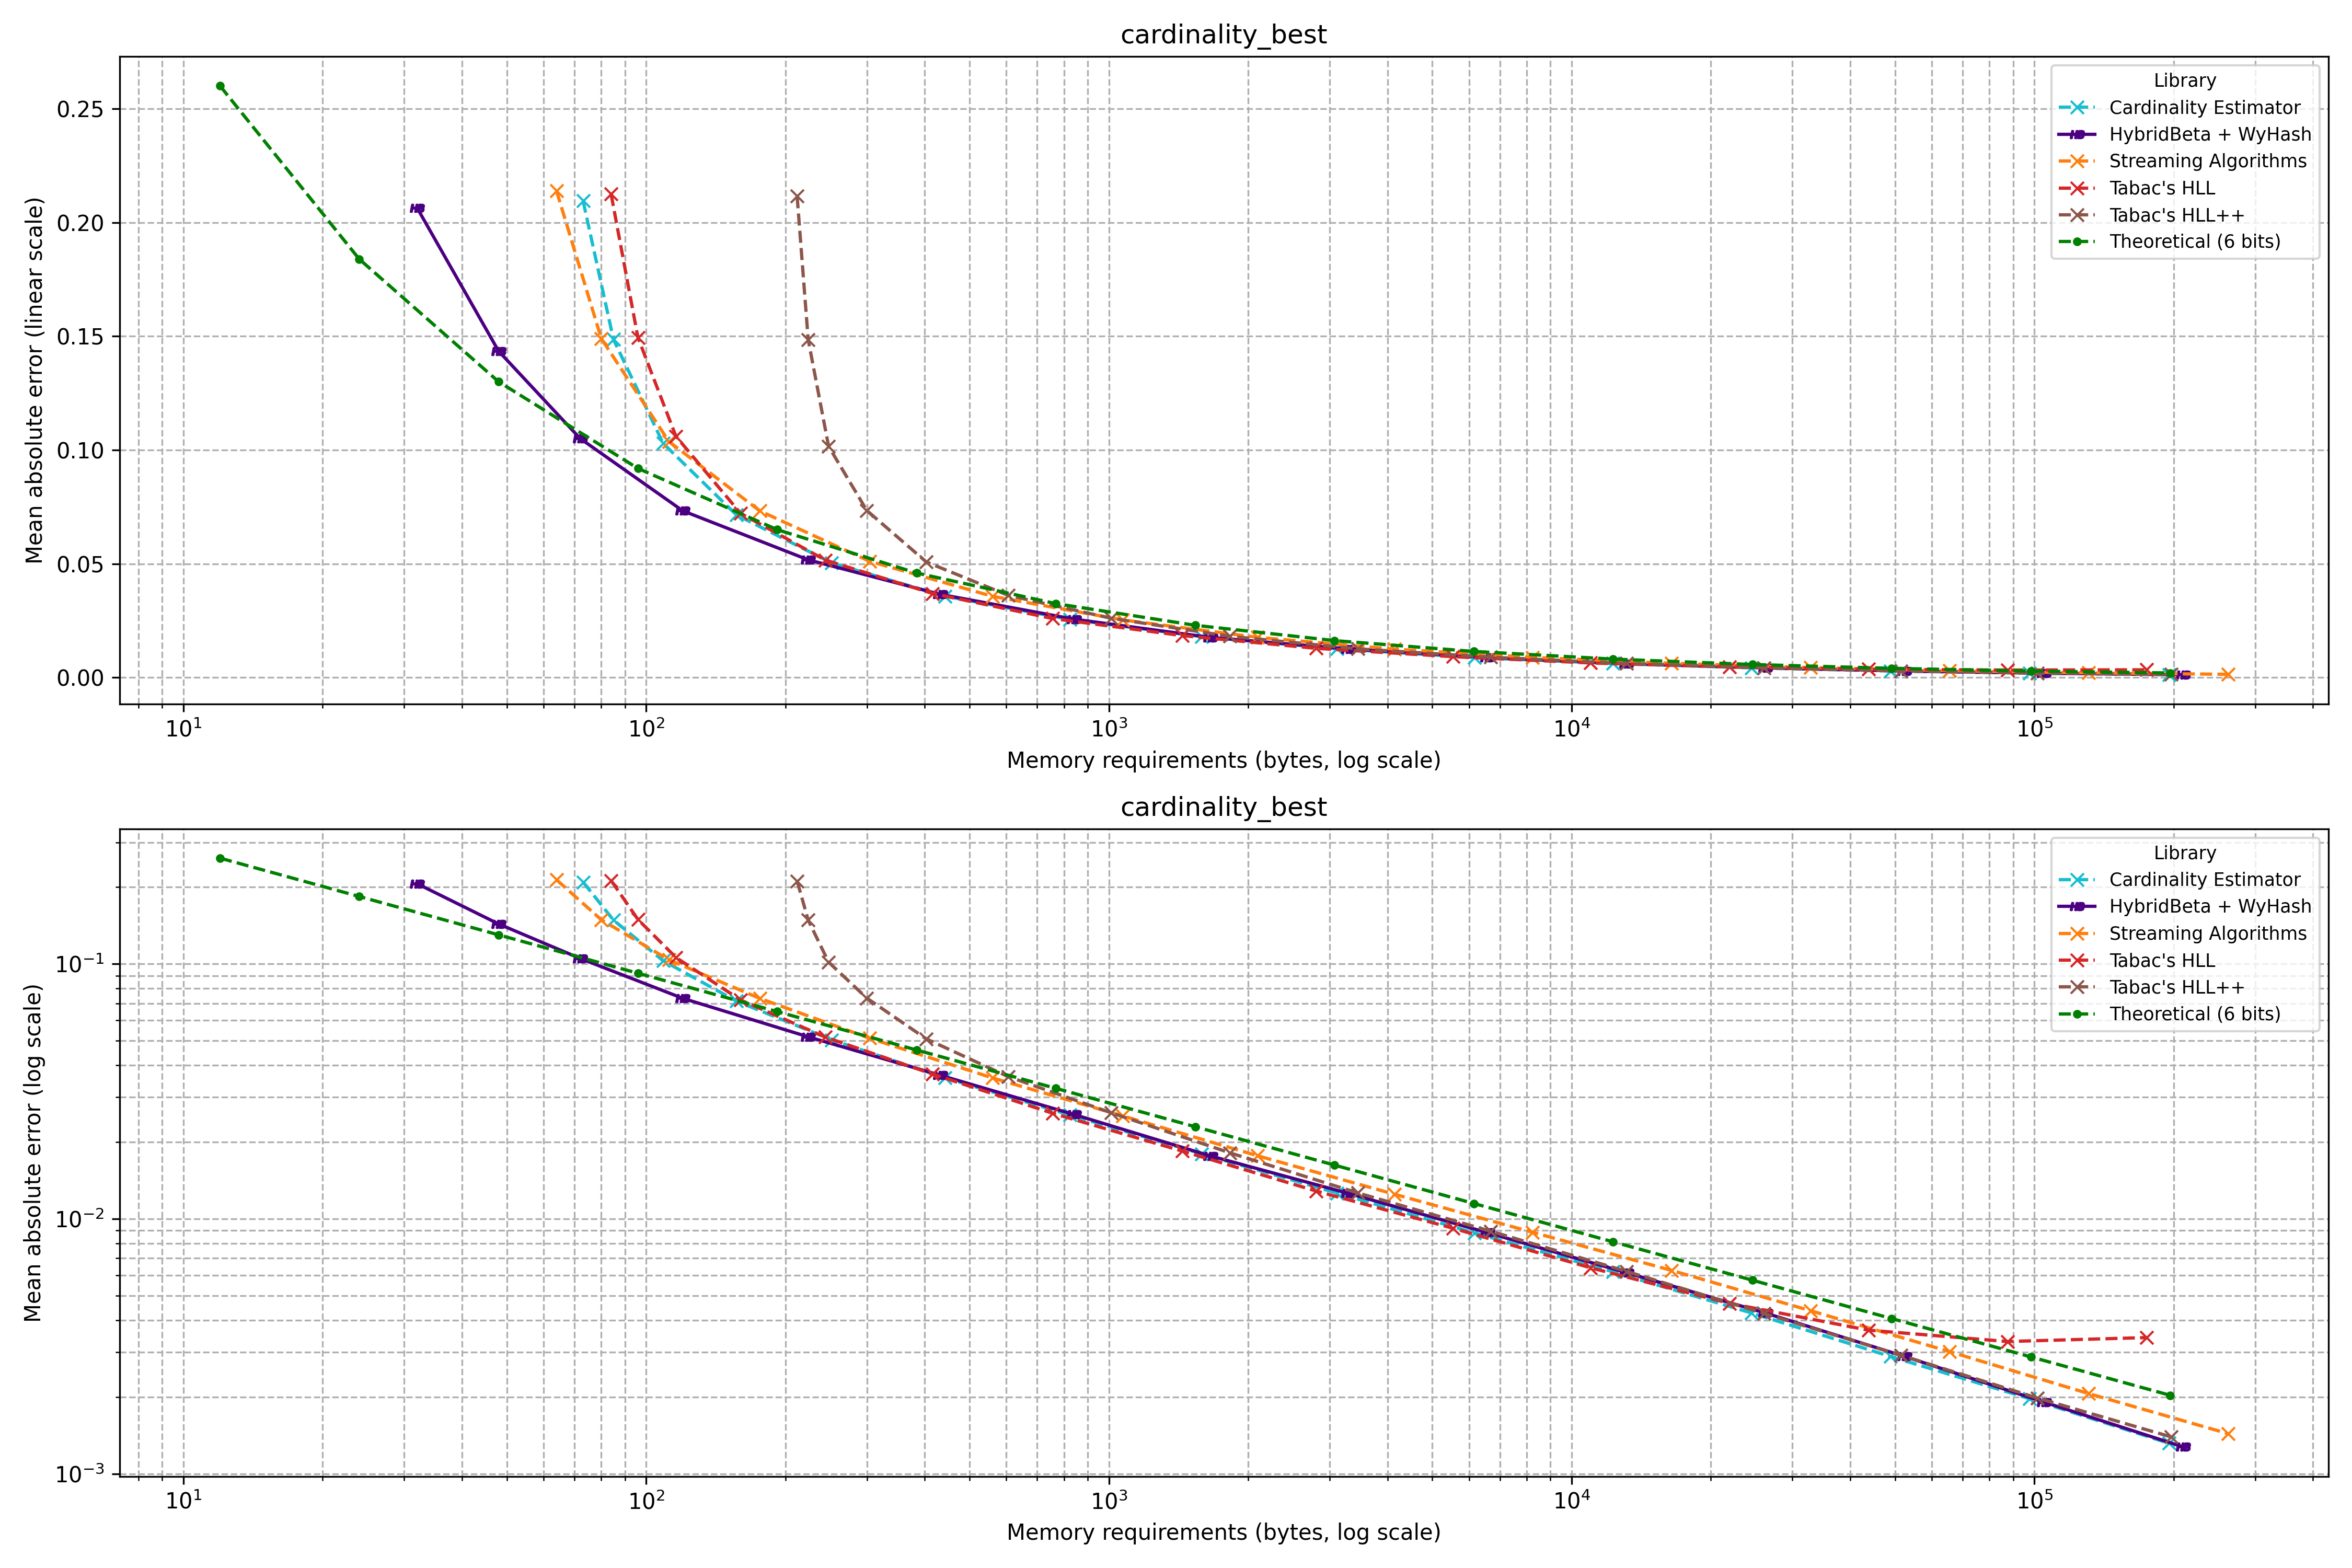 cardinality_best
Mean absolute error (linear scale)
0.25
0.20
0.15
0.10
0.05
0.00
Library
Cardinality Estimator
HybridBeta + WyHash
Streaming Algorithms
Tabac's HLL
Tabac's HLL++
Theoretical (6 bits)
10¹ 10² 10³ 10⁴ 10⁵
Memory requirements (bytes, log scale)
cardinality_best
Mean absolute error (log scale)
10⁻¹
10⁻²
10⁻³
Library
Cardinality Estimator
HybridBeta + WyHash
Streaming Algorithms
Tabac's HLL
Tabac's HLL++
Theoretical (6 bits)
10¹ 10² 10³ 10⁴ 10⁵
Memory requirements (bytes, log scale)